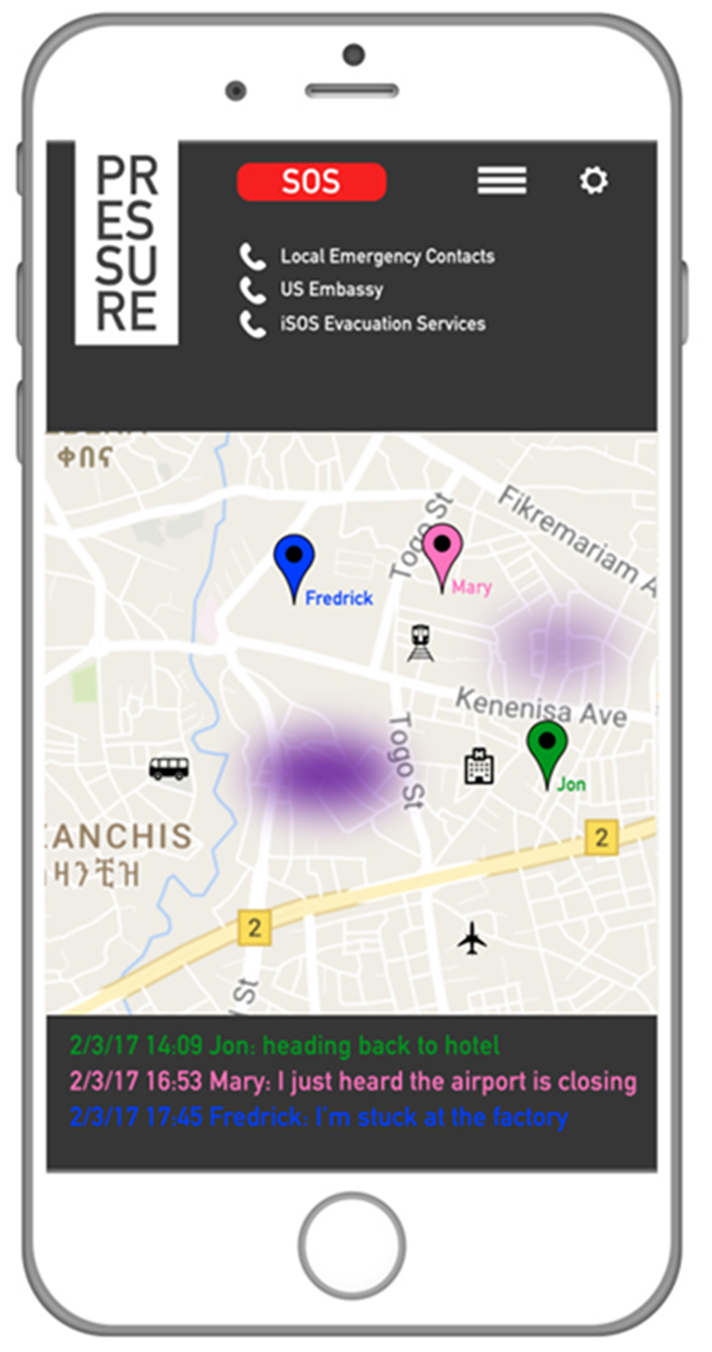 PR
ES
SU
RE
SOS
Local Emergency Contacts
US Embassy
iSOS Evacuation Services
ቀበና
Fikremariam A
Togo St
Fredrick
Mary
Kenenisa Ave
Togo St
Jon
KANCHIS
2
2
St
2/3/17 14:09 Jon: heading back to hotel
2/3/17 16:53 Mary: I just heard the airport is closing
2/3/17 17:45 Fredrick: I'm stuck at the factory